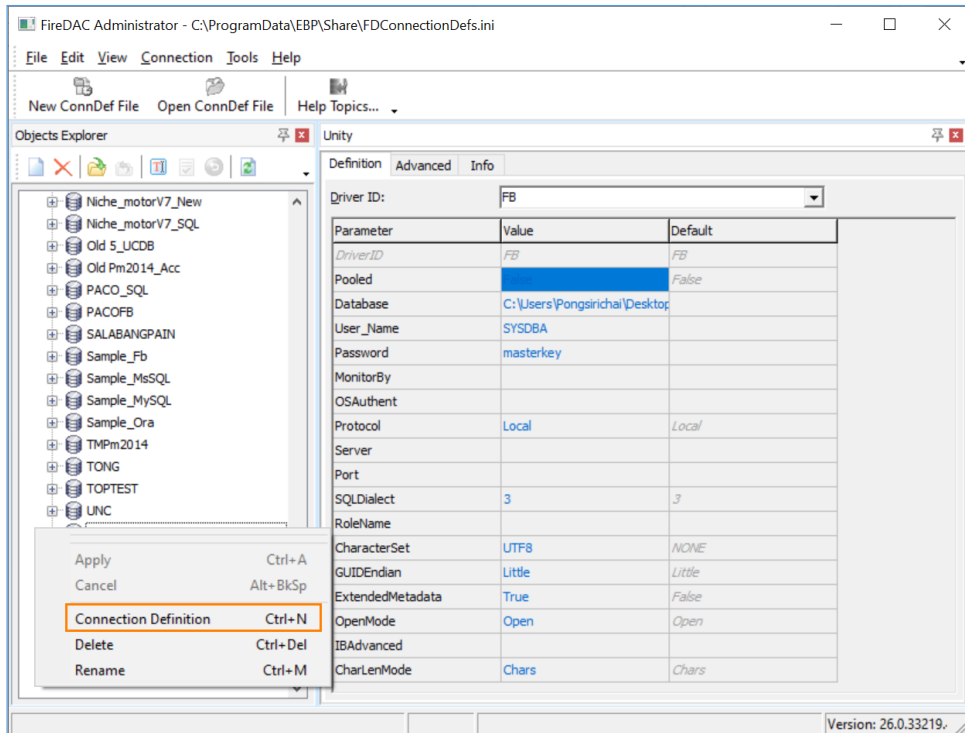 FireDAC Administrator - C:\ProgramData\EBP\Share\FDConnectionDefs.ini
File Edit View Connection Tools Help
New ConnDef File Open ConnDef File Help Topics...
Objects Explorer
Niche_motorV7_New
Niche_motorV7_SQL
Old 5_UCDB
Old Pm2014_Acc
PACO_SQL
PACOFB
SALABANGPAIN
Sample_Fb
Sample_MsSQL
Sample_MySQL
Sample_Ora
TMPm2014
TONG
TOPTEST
UNC
Apply Ctrl+A
Cancel Alt+BkSp
Connection Definition Ctrl+N
Delete Ctrl+Del
Rename Ctrl+M
Unity
Definition Advanced Info
Driver ID: FB
Parameter Value Default
DriverID FB FB
Pooled False False
Database C:\Users\Pongsirichai\Desktop
User_Name SYSDBA
Password masterkey
MonitorBy
OSAuthent
Protocol Local Local
Server
Port
SQLDialect 3 3
RoleName
CharacterSet UTF8 NONE
GUIDEndian Little Little
ExtendedMetadata True False
OpenMode Open Open
IBAdvanced
CharLenMode Chars Chars
Version: 26.0.33219.